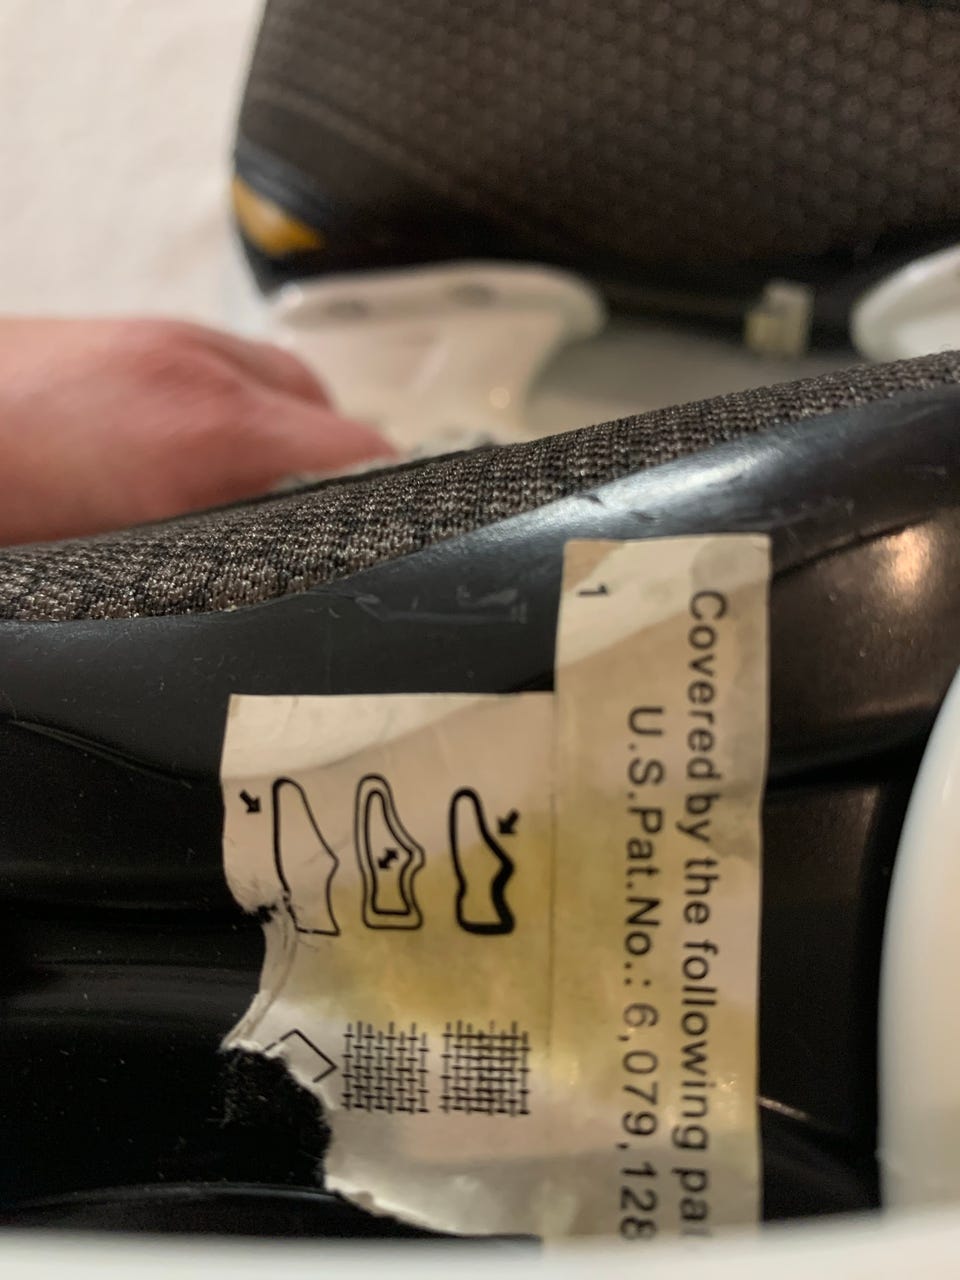 1
Covered by the following pa
U.S.Pat.No.: 6,079,128